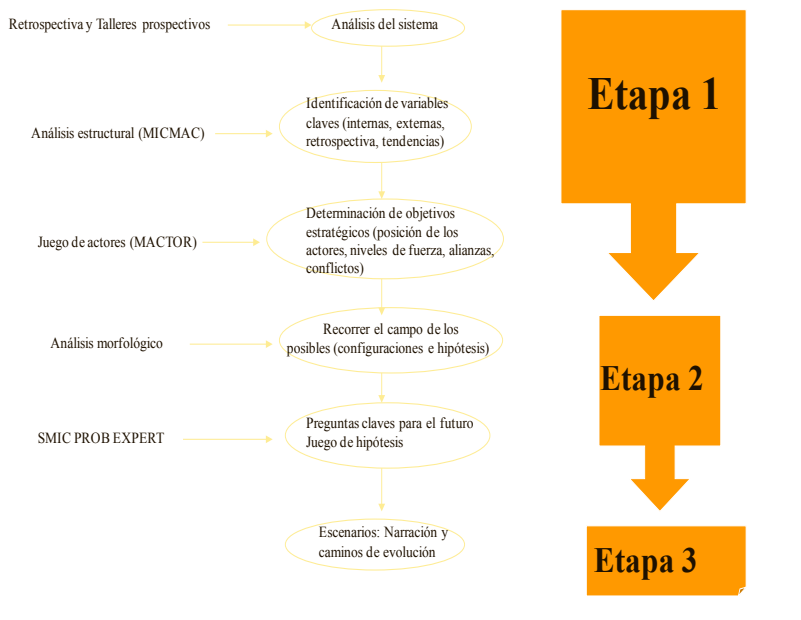 Retrospectiva y Talleres prospectivos
Análisis del sistema
Etapa 1
Identificación de variables
claves (internas, externas,
retrospectiva, tendencias)
Análisis estructural (MICMAC)
Determinación de objetivos
estratégicos (posición de los
actores, niveles de fuerza, alianzas,
conflictos)
Juego de actores (MACTOR)
Análisis morfológico
Recorrer el campo de los
posibles (configuraciones e hipótesis)
Etapa 2
SMIC PROB EXPERT
Preguntas claves para el futuro
Juego de hipótesis
Escenarios: Narración y
caminos de evolución
Etapa 3